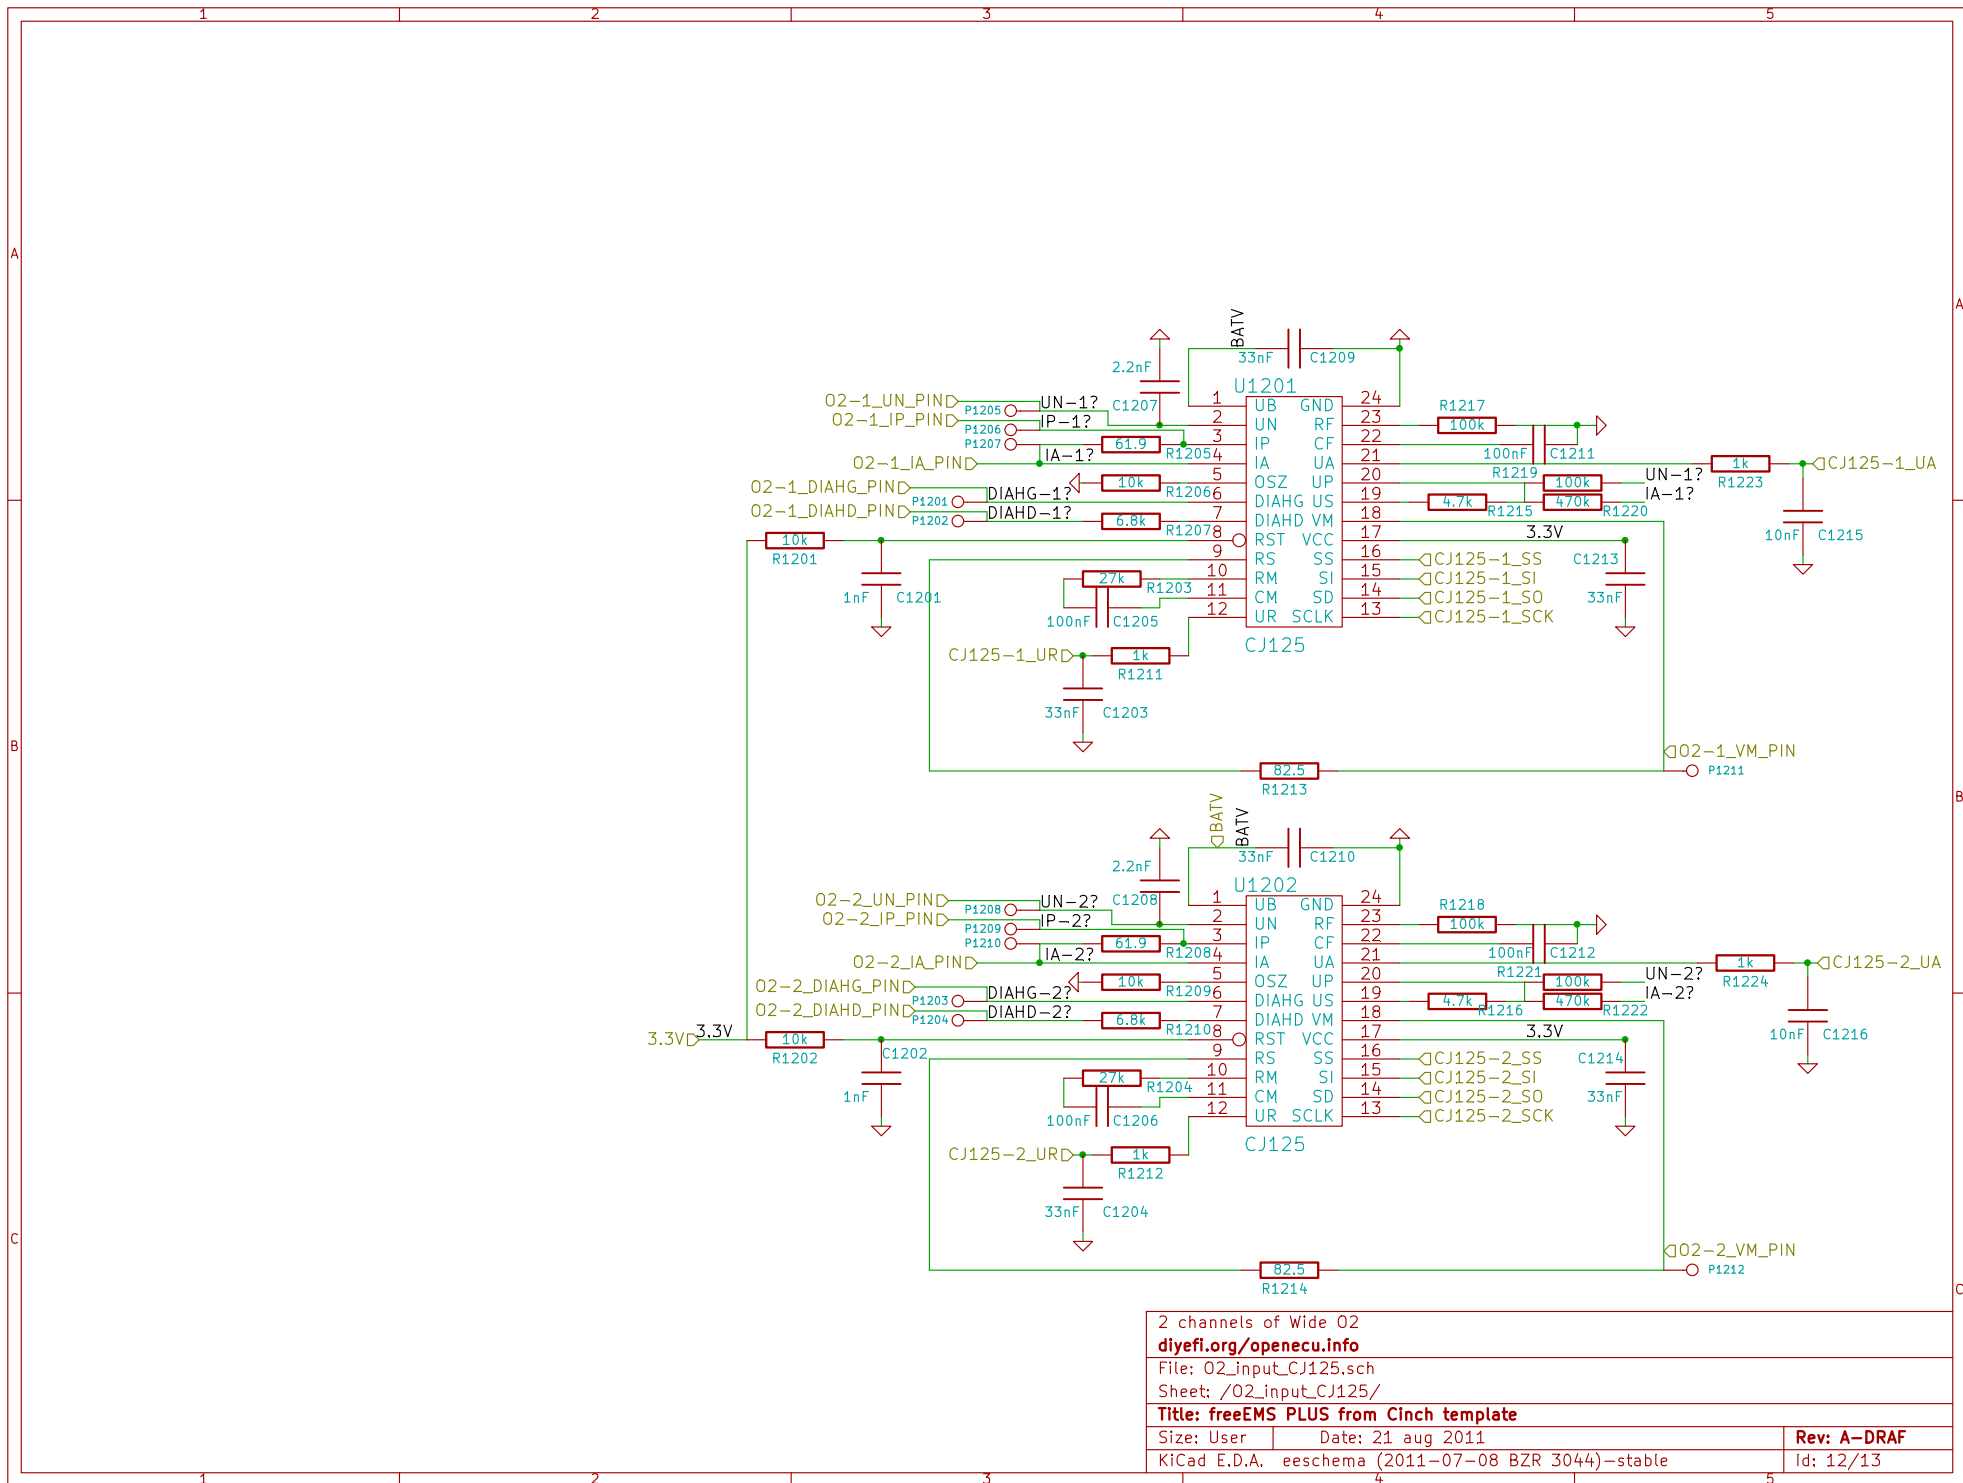 1 2 3 4 5
A
A
B
B
C
C
BATV
33nF C1209
2.2nF
C1207
U1201
O2-1_UN_PIN
O2-1_IP_PIN
O2-1_IA_PIN
O2-1_DIAHG_PIN
O2-1_DIAHD_PIN
P1205 UN-1?
P1206 IP-1?
P1207
IA-1?
61.9 R1205
10k R1206
P1201 DIAHG-1?
P1202 DIAHD-1?
6.8k R1207
1 UB GND 24
2 UN RF 23
3 IP CF 22
4 IA UA 21
5 OSZ UP 20
6 DIAHG US 19
7 DIAHD VM 18
8 RST VCC 17
9 RS SS 16
10 RM SI 15
11 CM SD 14
12 UR SCLK 13
CJ125
R1217
100k
100nF C1211
R1219
100k UN-1?
4.7k R1215
470k R1220
IA-1?
1k
R1223
CJ125-1_UA
10nF C1215
3.3V
C1213
33nF
CJ125-1_SS
CJ125-1_SI
CJ125-1_SO
CJ125-1_SCK
10k
R1201
1nF C1201
27k R1203
100nF C1205
CJ125-1_UR
1k
R1211
33nF C1203
82.5
R1213
O2-1_VM_PIN
P1211
BATV
BATV
33nF C1210
2.2nF
C1208
U1202
O2-2_UN_PIN
O2-2_IP_PIN
O2-2_IA_PIN
O2-2_DIAHG_PIN
O2-2_DIAHD_PIN
P1208 UN-2?
P1209 IP-2?
P1210
IA-2?
61.9 R1208
10k R1209
P1203 DIAHG-2?
P1204 DIAHD-2?
6.8k R1210
1 UB GND 24
2 UN RF 23
3 IP CF 22
4 IA UA 21
5 OSZ UP 20
6 DIAHG US 19
7 DIAHD VM 18
8 RST VCC 17
9 RS SS 16
10 RM SI 15
11 CM SD 14
12 UR SCLK 13
CJ125
R1218
100k
100nF C1212
R1221
100k UN-2?
4.7k R1216
470k R1222
IA-2?
1k
R1224
CJ125-2_UA
10nF C1216
3.3V
C1214
33nF
CJ125-2_SS
CJ125-2_SI
CJ125-2_SO
CJ125-2_SCK
3.3V 3.3V
10k
R1202
C1202
1nF
27k R1204
100nF C1206
CJ125-2_UR
1k
R1212
33nF C1204
82.5
R1214
O2-2_VM_PIN
P1212
2 channels of Wide O2
diyefi.org/openecu.info
File: O2_input_CJ125.sch
Sheet: /O2_input_CJ125/
Title: freeEMS PLUS from Cinch template
Size: User Date: 21 aug 2011 Rev: A-DRAF
KiCad E.D.A. eeschema (2011-07-08 BZR 3044)-stable Id: 12/13
1 2 3 4 5